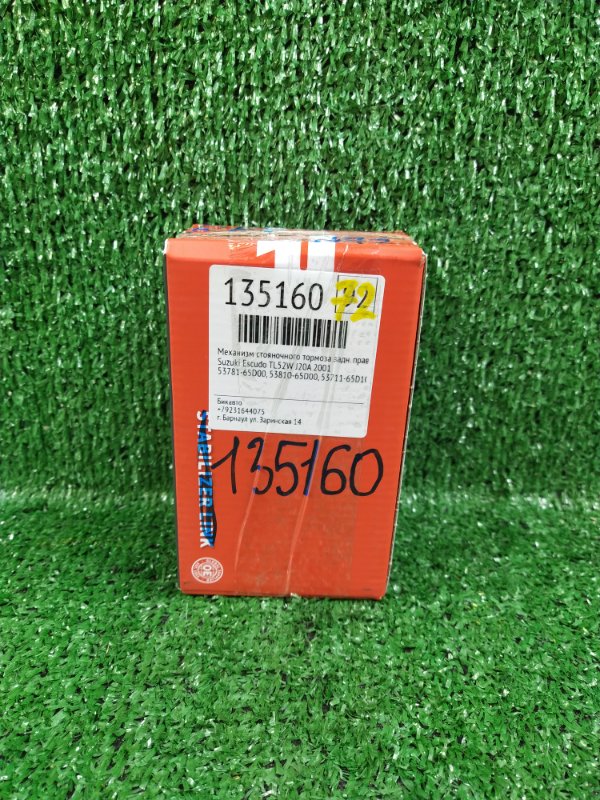 135160 72
Механизм стояночного тормоза задн. прав
Suzuki Escudo TL52W J20A 2001
53781-65D00, 53810-65D00, 53711-65D1
Бикавто
+79231644075
г. Барнаул ул. Заринская 14
135160
STABILIZER LINK